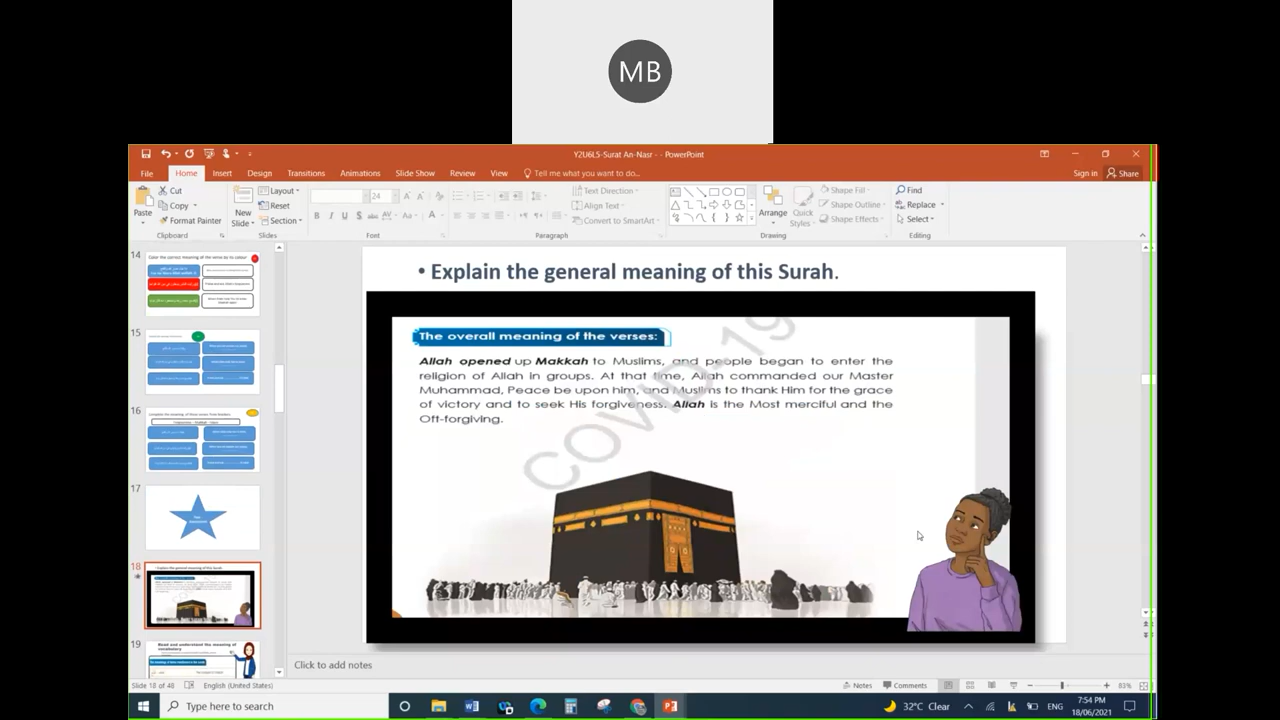 MB
Y2U6L5-Surat An-Nasr - - PowerPoint
File Home Insert Design Slide Show Transitions Animations Review View Tell me what you want to do... Sign in Share
Cut
Copy
Format Painter
Paste
Clipboard
New Slide
Layout
Reset
Section
Slides
24
Font
Text Direction
Align Text
Convert to SmartArt
Paragraph
Arrange
Quick Styles
Shape Fill
Shape Outline
Shape Effects
Drawing
Find
Replace
Select
Editing
14
15
16
17
18
19
Read and understand the meaning of vocabulary
• Explain the general meaning of this Surah.
The overall meaning of the verses:
Allah opened up Makkah to Muslims, and people began to enter the
religion of Allah in groups. At that time, Allah commanded our Master
Muhammad, Peace be upon him, and Muslims to thank Him for the grace
of victory and to seek His forgiveness. Allah is the Most merciful and the
Oft-forgiving.
COVID-19
Click to add notes
Slide 18 of 48 English (United States) Notes Comments 83%
Type here to search
32°C Clear ENG
7:54 PM
18/06/2021